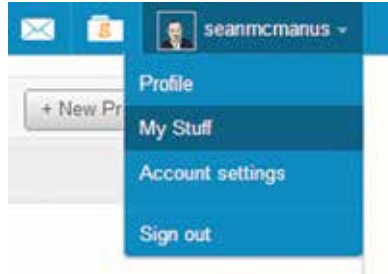 seanmcmanus
Profile
+ New Pr
My Stuff
Account settings
Sign out